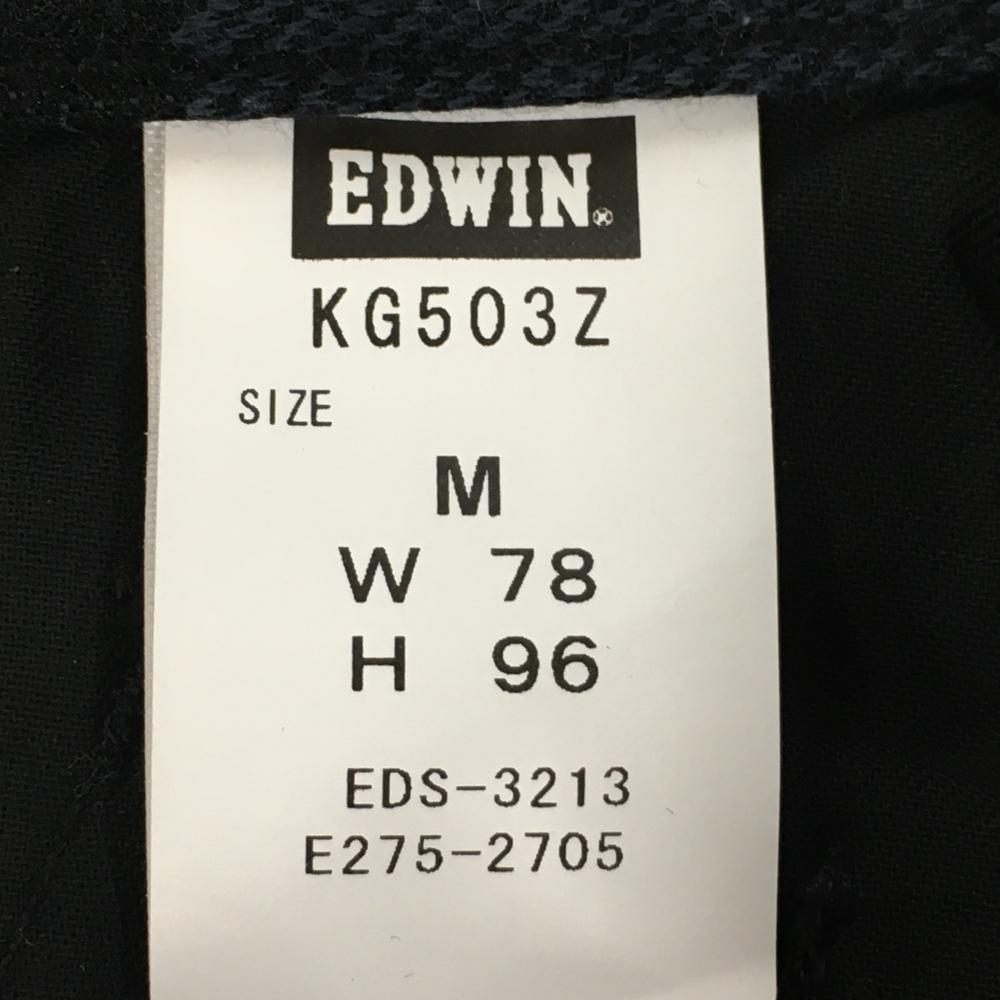 EDWIN®
KG503Z
SIZE
M
W 78
H 96
EDS-3213
E275-2705